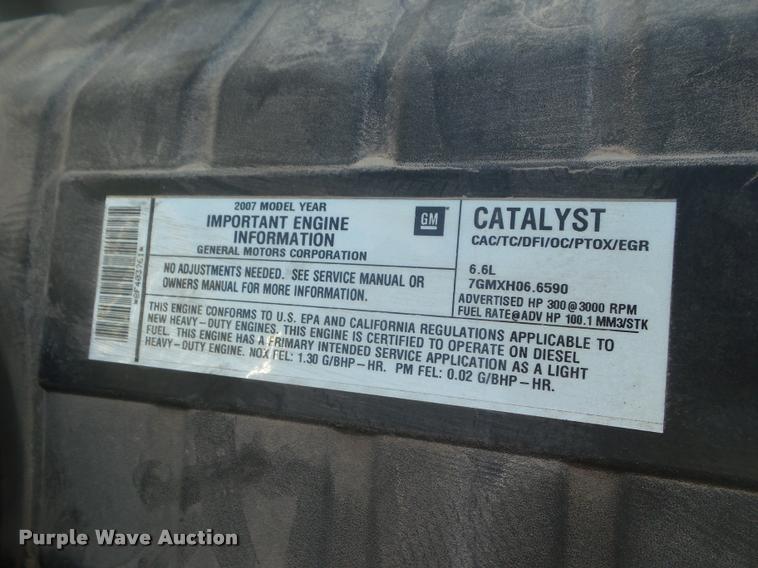 2007 MODEL YEAR
IMPORTANT ENGINE
INFORMATION
GENERAL MOTORS CORPORATION
GM
NO ADJUSTMENTS NEEDED. SEE SERVICE MANUAL OR
OWNERS MANUAL FOR MORE INFORMATION.
CATALYST
CAC/TC/DFI/OC/PTOX/EGR
6.6L
7GMXH06.6590
ADVERTISED HP 300@3000 RPM
FUEL RATE@ADV HP 100.1 MM3/STK
THIS ENGINE CONFORMS TO U.S. EPA AND CALIFORNIA REGULATIONS APPLICABLE TO
NEW HEAVY-DUTY ENGINES. THIS ENGINE IS CERTIFIED TO OPERATE ON DIESEL
FUEL. THIS ENGINE HAS A PRIMARY INTENDED SERVICE APPLICATION AS A LIGHT
HEAVY-DUTY ENGINE. NOX FEL: 1.30 G/BHP-HR. PM FEL: 0.02 G/BHP-HR.
Purple Wave Auction